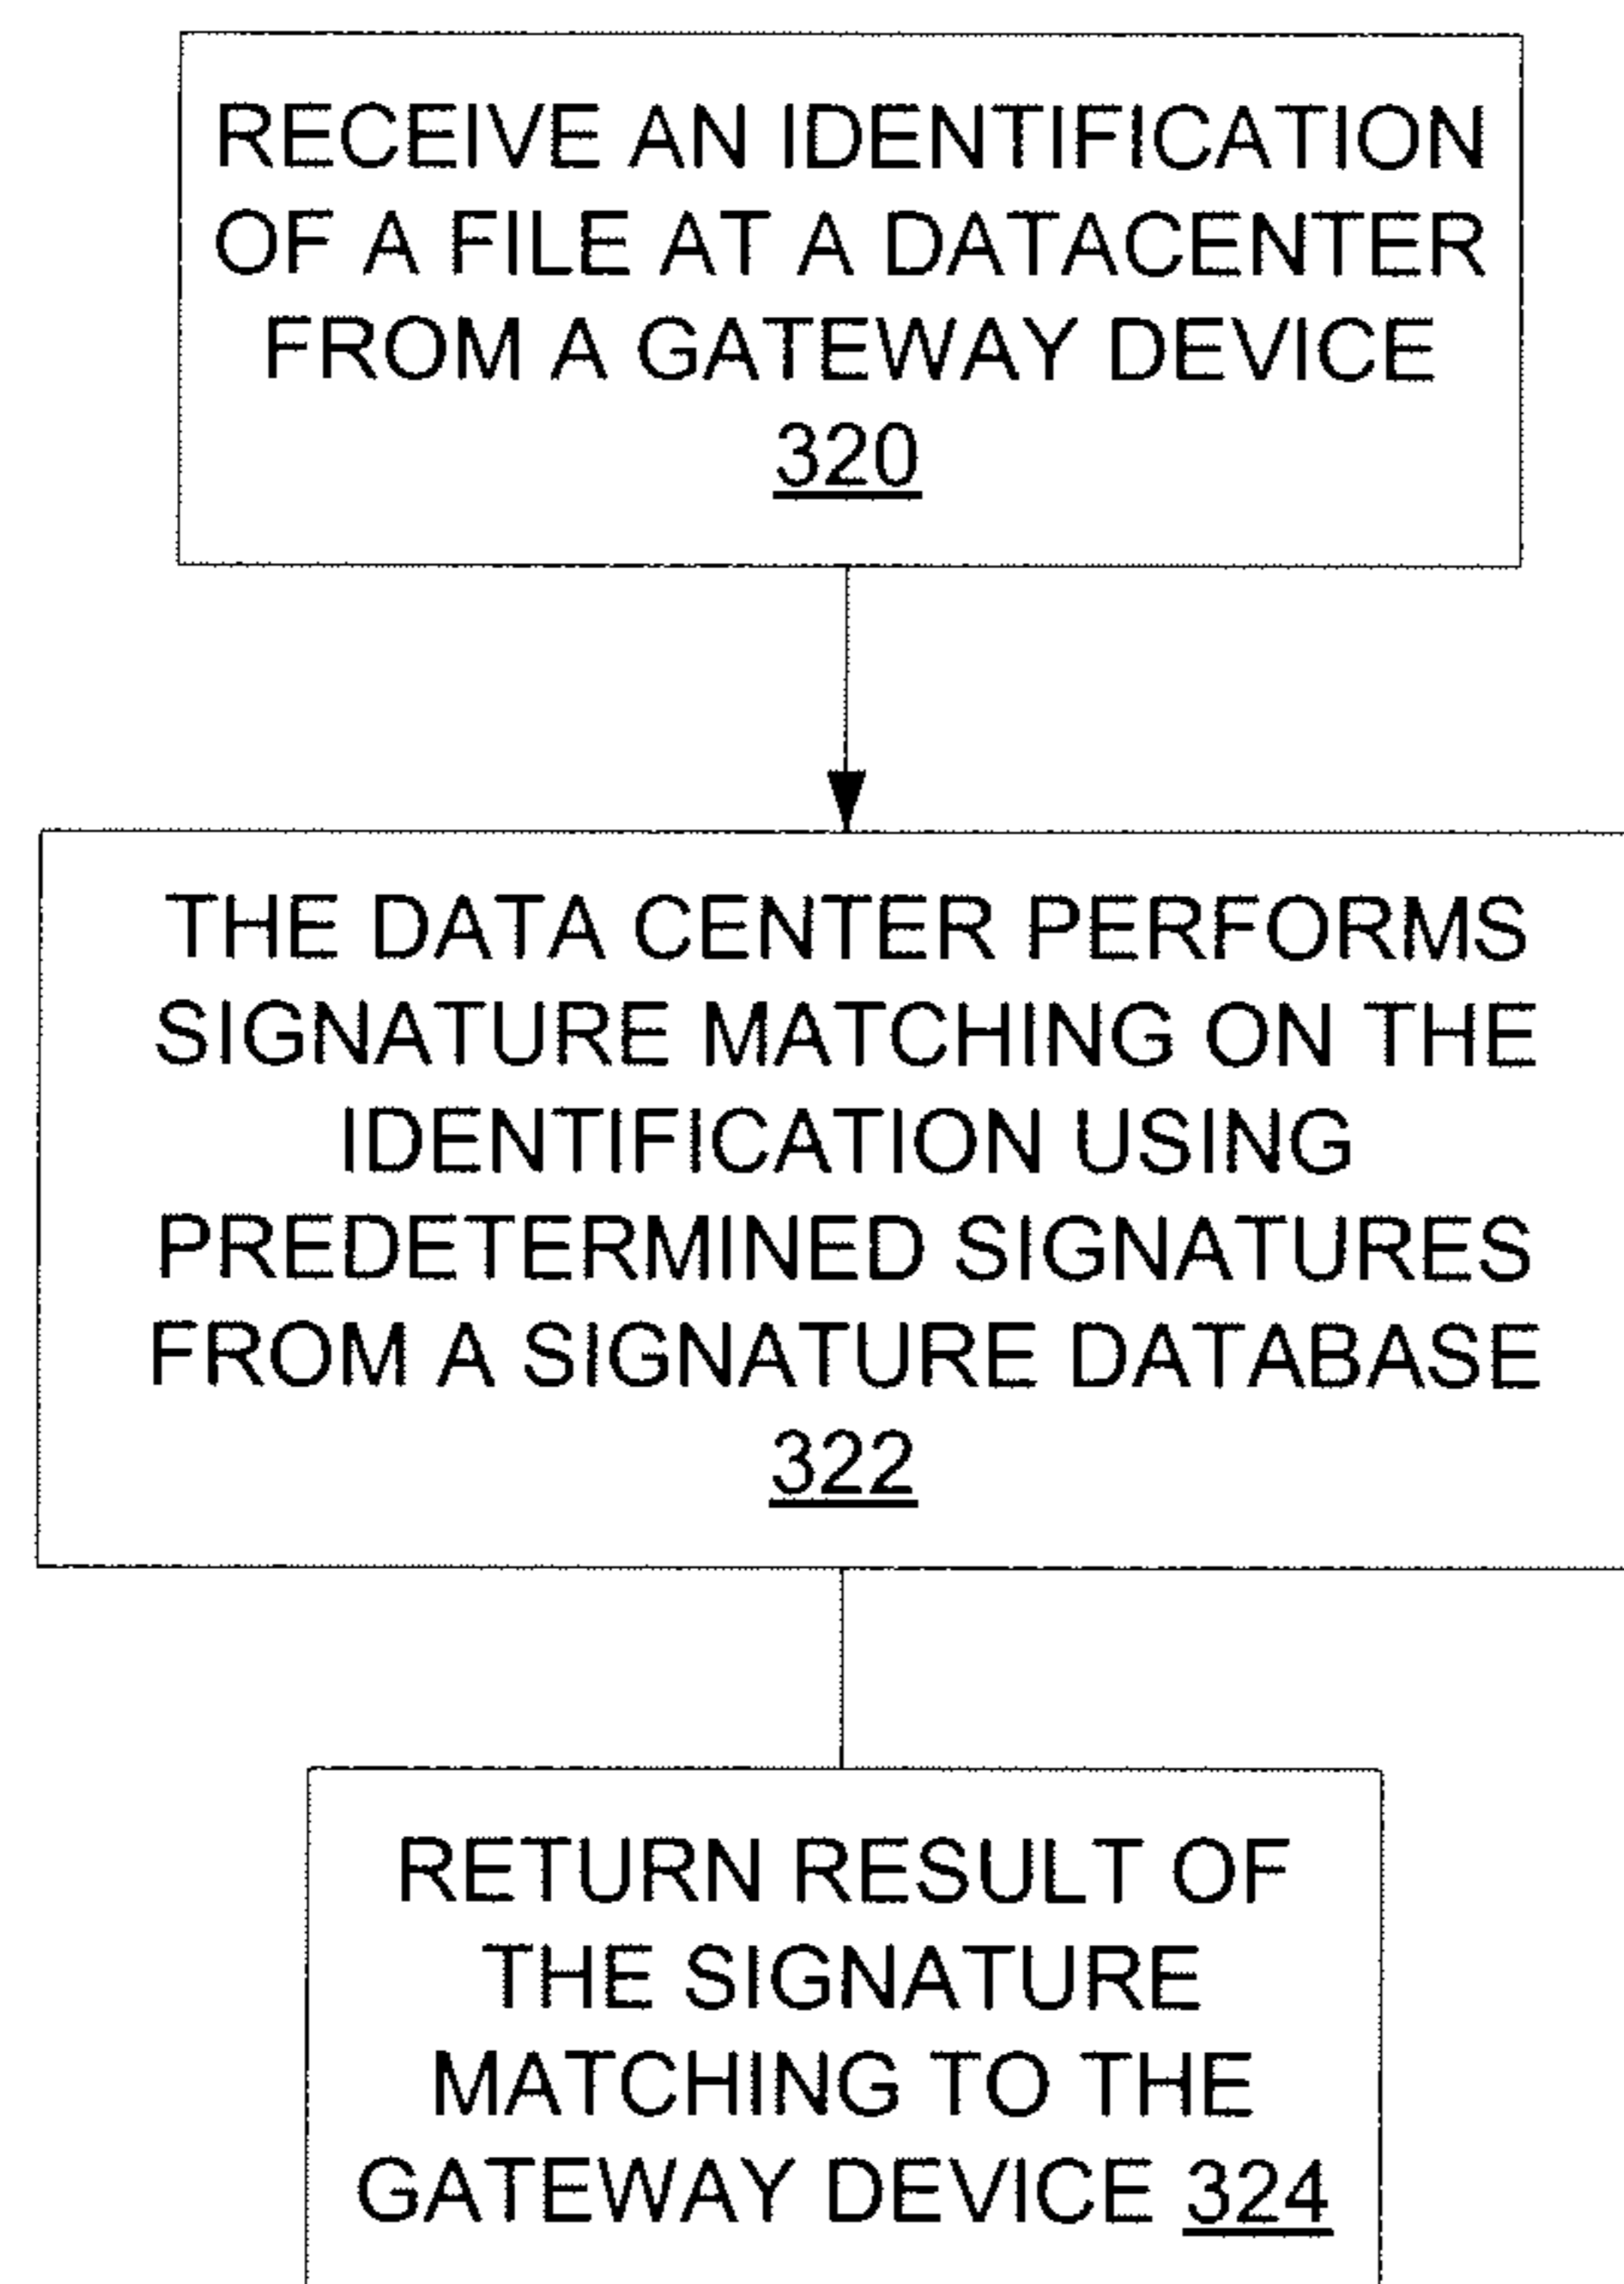 RECEIVE AN IDENTIFICATION
OF A FILE AT A DATACENTER
FROM A GATEWAY DEVICE
320
THE DATA CENTER PERFORMS
SIGNATURE MATCHING ON THE
IDENTIFICATION USING
PREDETERMINED SIGNATURES
FROM A SIGNATURE DATABASE
322
RETURN RESULT OF
THE SIGNATURE
MATCHING TO THE
GATEWAY DEVICE 324